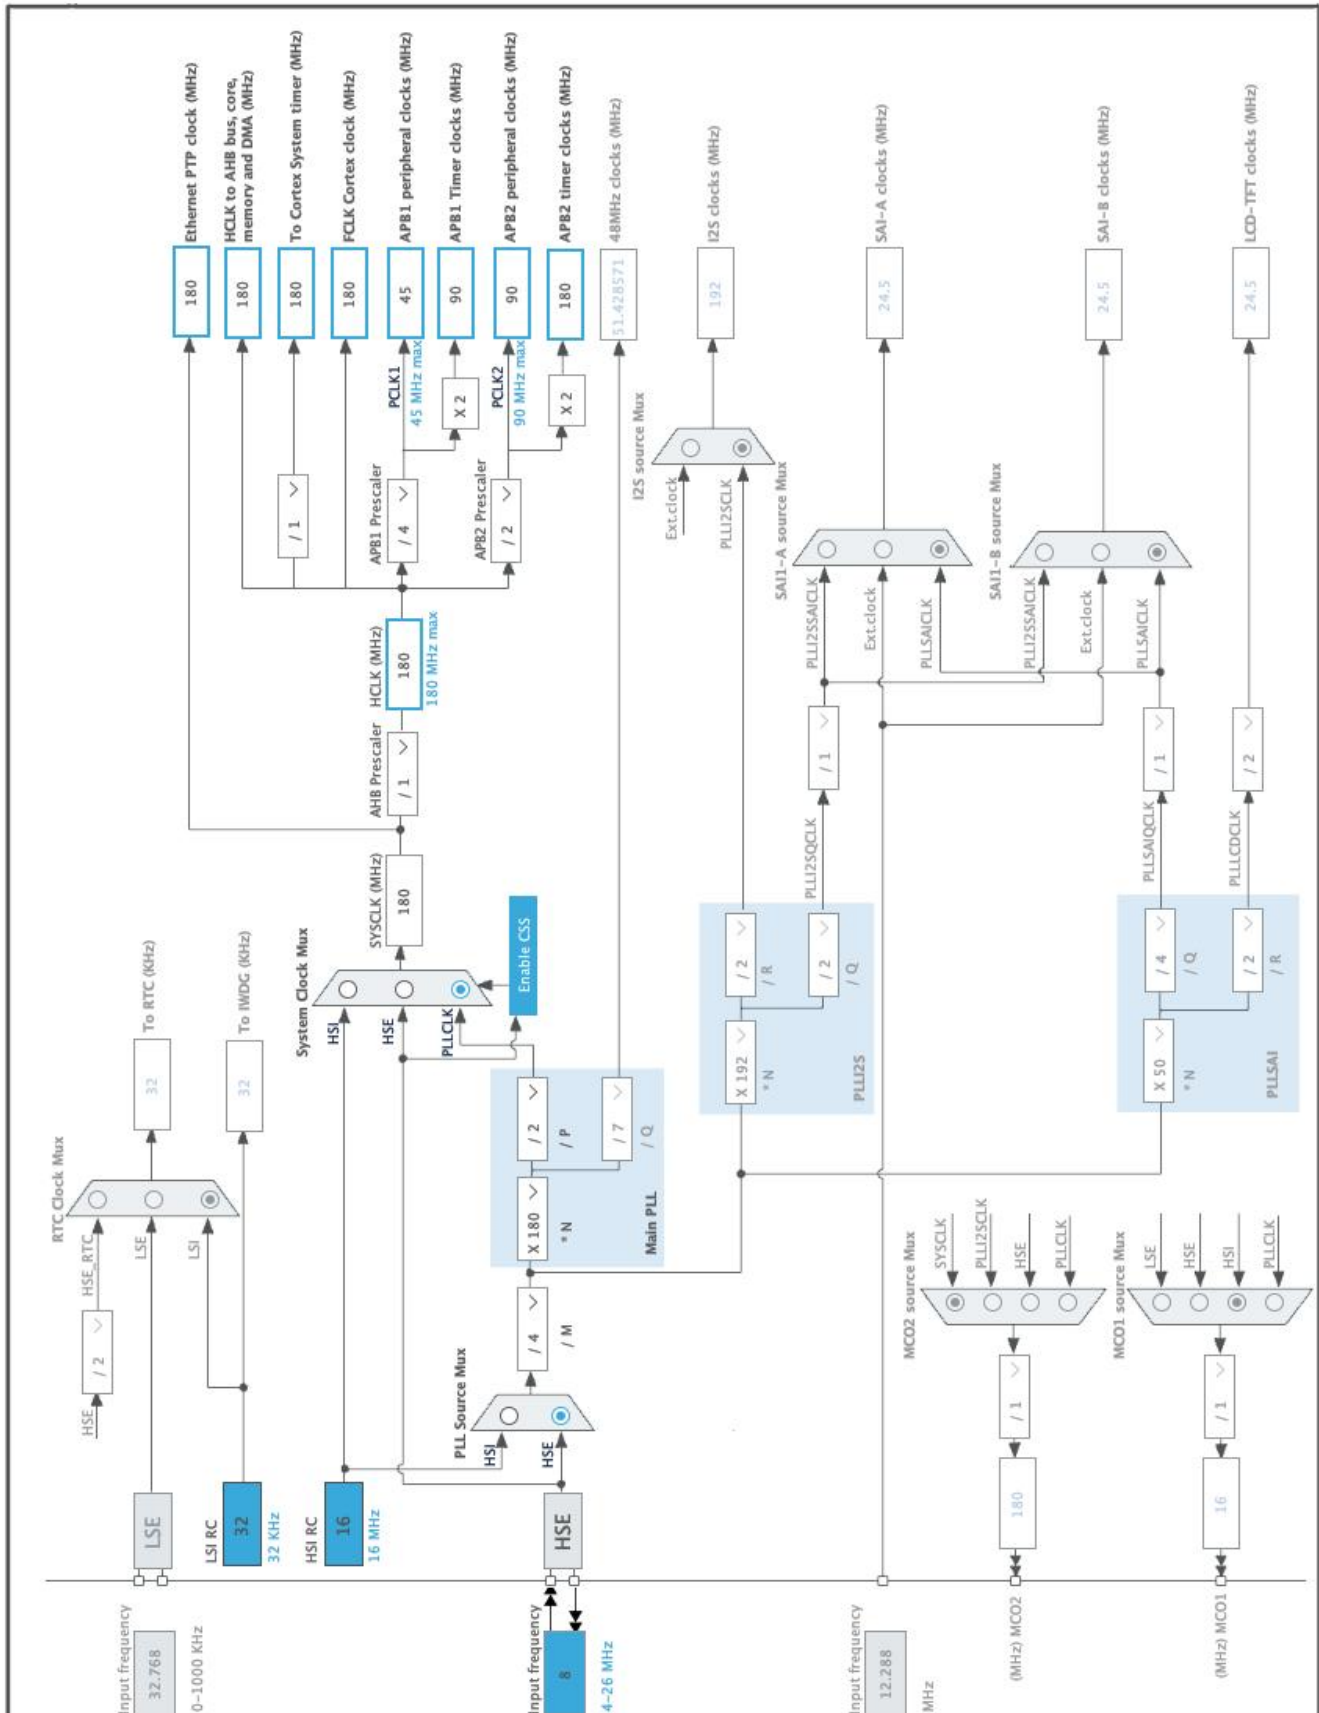 Input frequency
32.768
0-1000 KHz
LSE
LSI RC
32
32 KHz
HSI RC
16
16 MHz
HSE
/ 2
HSE_RTC
LSE
LSI
RTC Clock Mux
32
To RTC (KHz)
32
To IWDG (KHz)
Input frequency
8
4-26 MHz
HSE
PLL Source Mux
HSI
HSE
/ 4
/ M
X 180
* N
/ 2
/ P
/ 7
/ Q
Main PLL
System Clock Mux
HSI
HSE
PLLCLK
Enable CSS
SYSCLK (MHz)
180
AHB Prescaler
/ 1
HCLK (MHz)
180
180 MHz max
/ 1
APB1 Prescaler
/ 4
PCLK1
45 MHz max
X 2
APB2 Prescaler
/ 2
PCLK2
90 MHz max
X 2
180
Ethernet PTP clock (MHz)
180
HCLK to AHB bus, core,
memory and DMA (MHz)
180
To Cortex System timer (MHz)
180
FCLK Cortex clock (MHz)
45
APB1 peripheral clocks (MHz)
90
APB1 Timer clocks (MHz)
90
APB2 peripheral clocks (MHz)
180
APB2 timer clocks (MHz)
51.428571
48MHz clocks (MHz)
X 192
* N
/ 2
/ R
/ 2
/ Q
PLLI2S
PLLI2SQCLK
/ 1
I2S source Mux
Ext.clock
PLLI2SCLK
192
I2S clocks (MHz)
SAI1-A source Mux
PLLI2SSAICLK
Ext.clock
PLLSAICLK
24.5
SAI-A clocks (MHz)
Input frequency
12.288
MHz
SAI1-B source Mux
PLLI2SSAICLK
Ext.clock
PLLSAICLK
24.5
SAI-B clocks (MHz)
X 50
* N
/ 4
/ Q
/ 2
/ R
PLLSAI
PLLSAIQCLK
/ 1
PLLLCDCLK
/ 2
24.5
LCD-TFT clocks (MHz)
MCO2 source Mux
SYSCLK
PLLI2SCLK
HSE
PLLCLK
/ 1
180
(MHz) MCO2
MCO1 source Mux
LSE
HSE
HSI
PLLCLK
/ 1
16
(MHz) MCO1